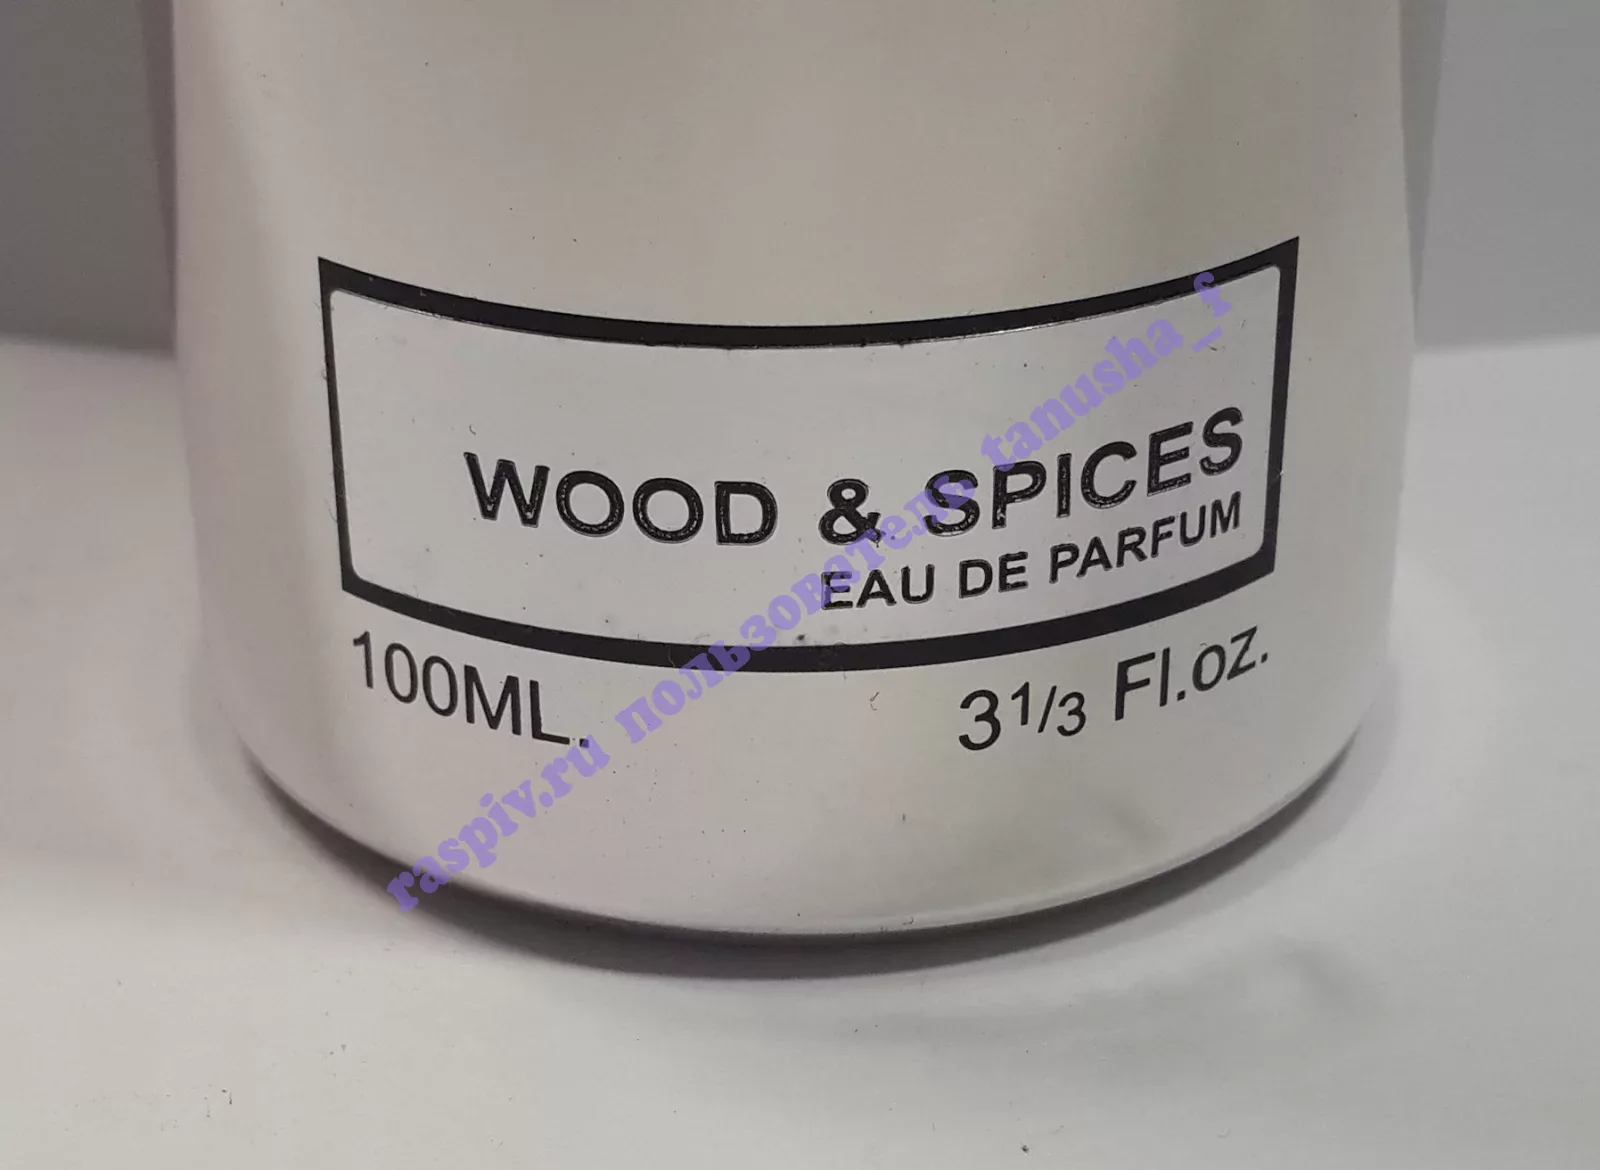 WOOD & SPICES
EAU DE PARFUM
100ML.
3 1/3 Fl.oz.
raspiv.ru пользователь tanusha_f